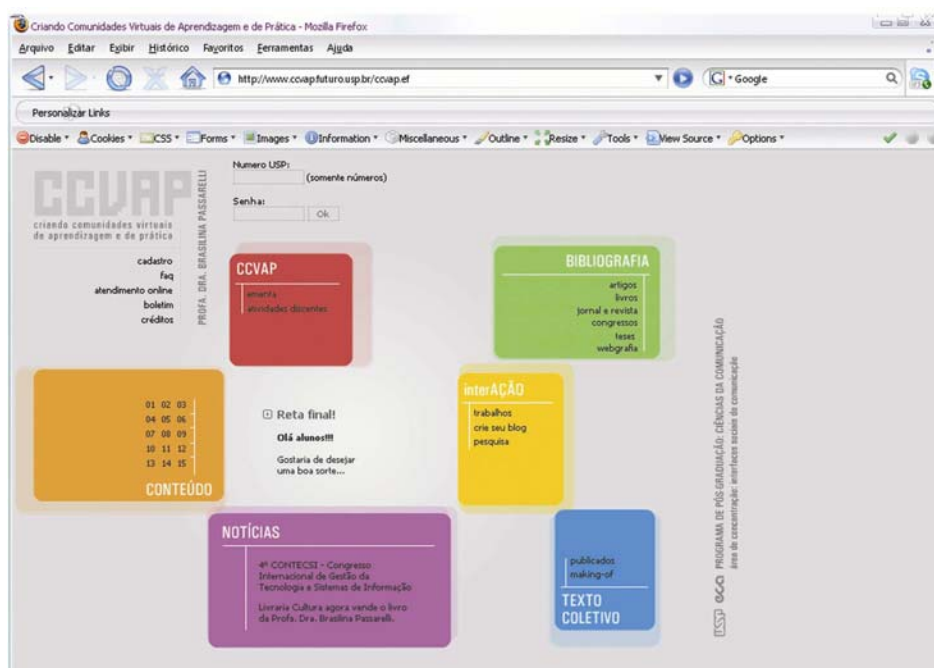 Criando Comunidades Virtuais de Aprendizagem e de Prática - Mozilla Firefox
Arquivo Editar Exibir Histórico Favoritos Ferramentas Ajuda
http://www.ccvap.futuro.usp.br/ccvap.ef
G Google
Personalizar Links
Disable Cookies CSS Forms Images Information Miscellaneous Outline Resize Tools View Source Options
Numero USP:
(somente números)
Senha:
Ok
CCVAP
criando comunidades virtuais
de aprendizagem e de prática
PROFA. DRA. BRASILINA PASSARELLI
cadastro
faq
atendimento online
boletim
créditos
CCVAP
ementa
atividades discentes
BIBLIOGRAFIA
artigos
livros
jornal e revista
congressos
teses
webgrafia
01 02 03
04 05 06
07 08 09
10 11 12
13 14 15
CONTEÚDO
Reta final!
Olá alunos!!!
Gostaria de desejar
uma boa sorte...
interAÇÃO
trabalhos
crie seu blog
pesquisa
NOTÍCIAS
4º CONTECSI - Congresso
Internacional de Gestão da
Tecnologia e Sistemas de Informação
Livraria Cultura agora vende o livro
da Profa. Dra. Brasilina Passarelli.
publicados
making-of
TEXTO
COLETIVO
USP eca PROGRAMA DE PÓS-GRADUAÇÃO: CIÊNCIAS DA COMUNICAÇÃO
área de concentração: interfaces sociais da comunicação